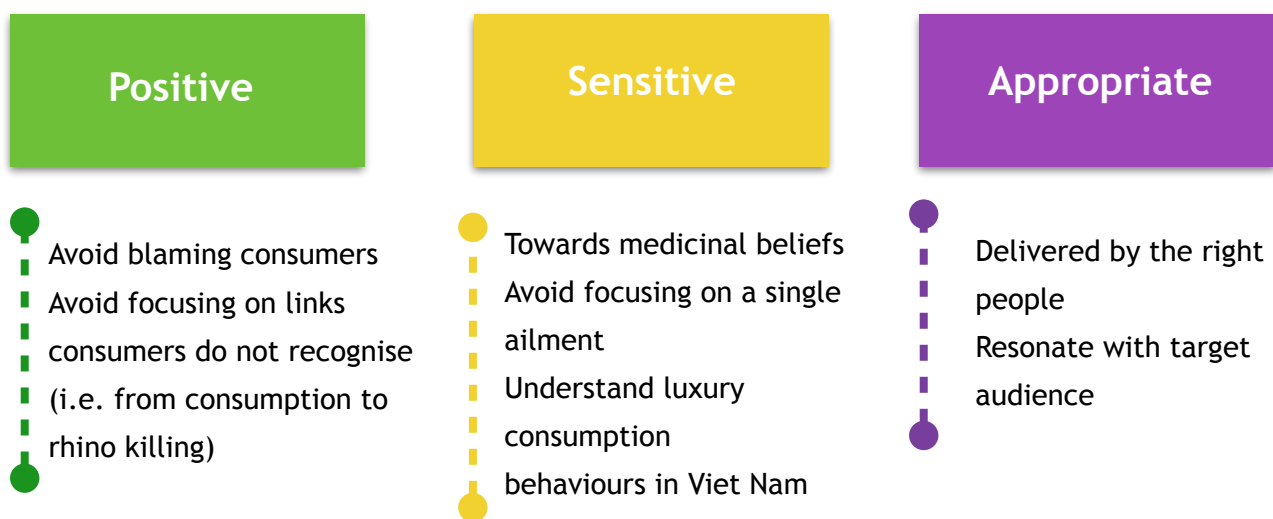 Positive
Avoid blaming consumers
Avoid focusing on links
consumers do not recognise
(i.e. from consumption to
rhino killing)
Sensitive
Towards medicinal beliefs
Avoid focusing on a single
ailment
Understand luxury
consumption
behaviours in Viet Nam
Appropriate
Delivered by the right
people
Resonate with target
audience